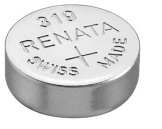 319
RENATA
+
SWISS MADE